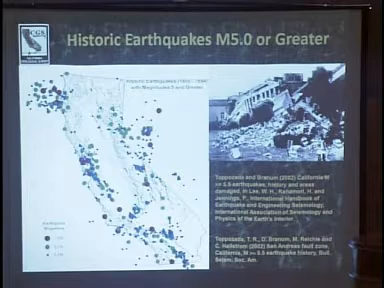 CGS
Historic Earthquakes M5.0 or Greater
with Magnitudes 5 and Greater
Toppozada and Branum (2002) California M
>= 5.5 earthquakes, history and areas
damaged, in Lee, W. H., Kanamori, H. and
Jennings, P., International Handbook of
Earthquake and Engineering Seismology,
International Association of Seismology and
Physics of the Earth's Interior
Toppozada, T. R., D. Branum, M. Reichle and
C. Hallstrom (2002) San Andreas fault zone,
California, M >= 5.5 earthquake history, Bull.
Seism. Soc. Am.